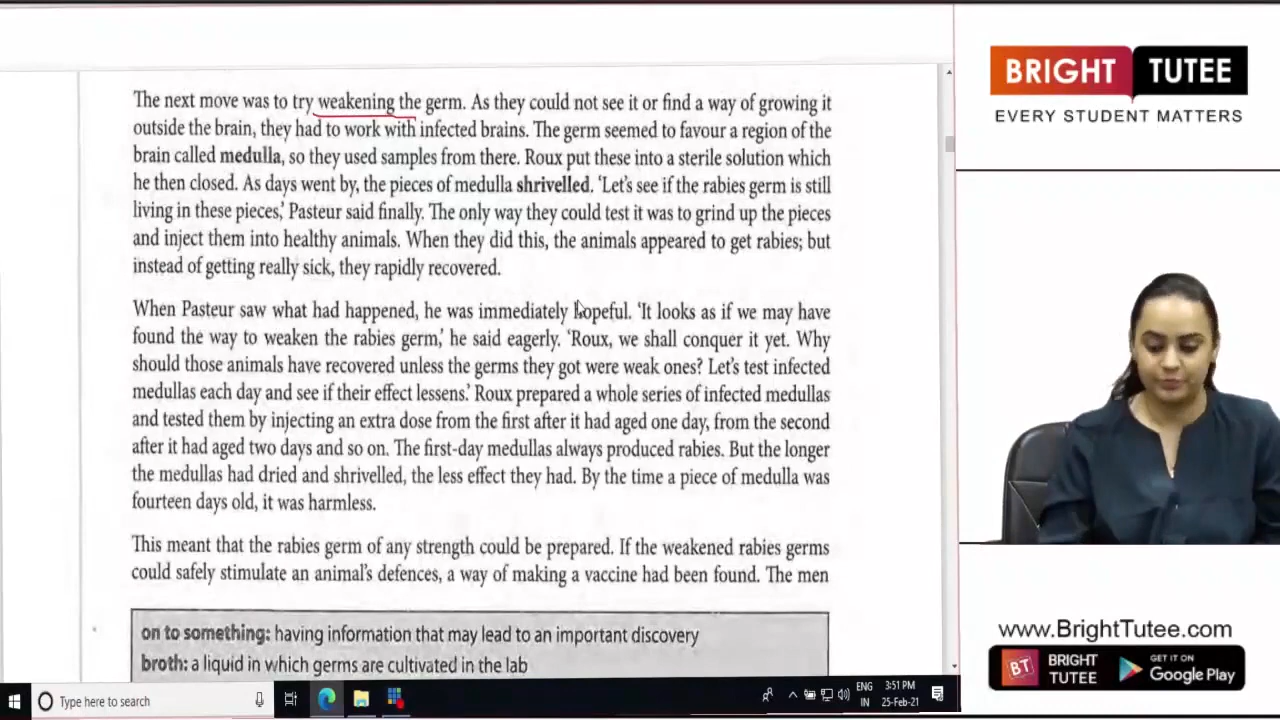 The next move was to try weakening the germ. As they could not see it or find a way of growing it
outside the brain, they had to work with infected brains. The germ seemed to favour a region of the
brain called medulla, so they used samples from there. Roux put these into a sterile solution which
he then closed. As days went by, the pieces of medulla shrivelled. 'Let's see if the rabies germ is still
living in these pieces,' Pasteur said finally. The only way they could test it was to grind up the pieces
and inject them into healthy animals. When they did this, the animals appeared to get rabies; but
instead of getting really sick, they rapidly recovered.
When Pasteur saw what had happened, he was immediately hopeful. 'It looks as if we may have
found the way to weaken the rabies germ,' he said eagerly. 'Roux, we shall conquer it yet. Why
should those animals have recovered unless the germs they got were weak ones? Let's test infected
medullas each day and see if their effect lessens.' Roux prepared a whole series of infected medullas
and tested them by injecting an extra dose from the first after it had aged one day, from the second
after it had aged two days and so on. The first-day medullas always produced rabies. But the longer
the medullas had dried and shrivelled, the less effect they had. By the time a piece of medulla was
fourteen days old, it was harmless.
This meant that the rabies germ of any strength could be prepared. If the weakened rabies germs
could safely stimulate an animal's defences, a way of making a vaccine had been found. The men
on to something: having information that may lead to an important discovery
broth: a liquid in which germs are cultivated in the lab
BRIGHT TUTEE
EVERY STUDENT MATTERS
www.BrightTutee.com
BT
BRIGHT
TUTEE
GET IT ON
Google Play
Type here to search
ENG
IN
3:51 PM
25-Feb-21